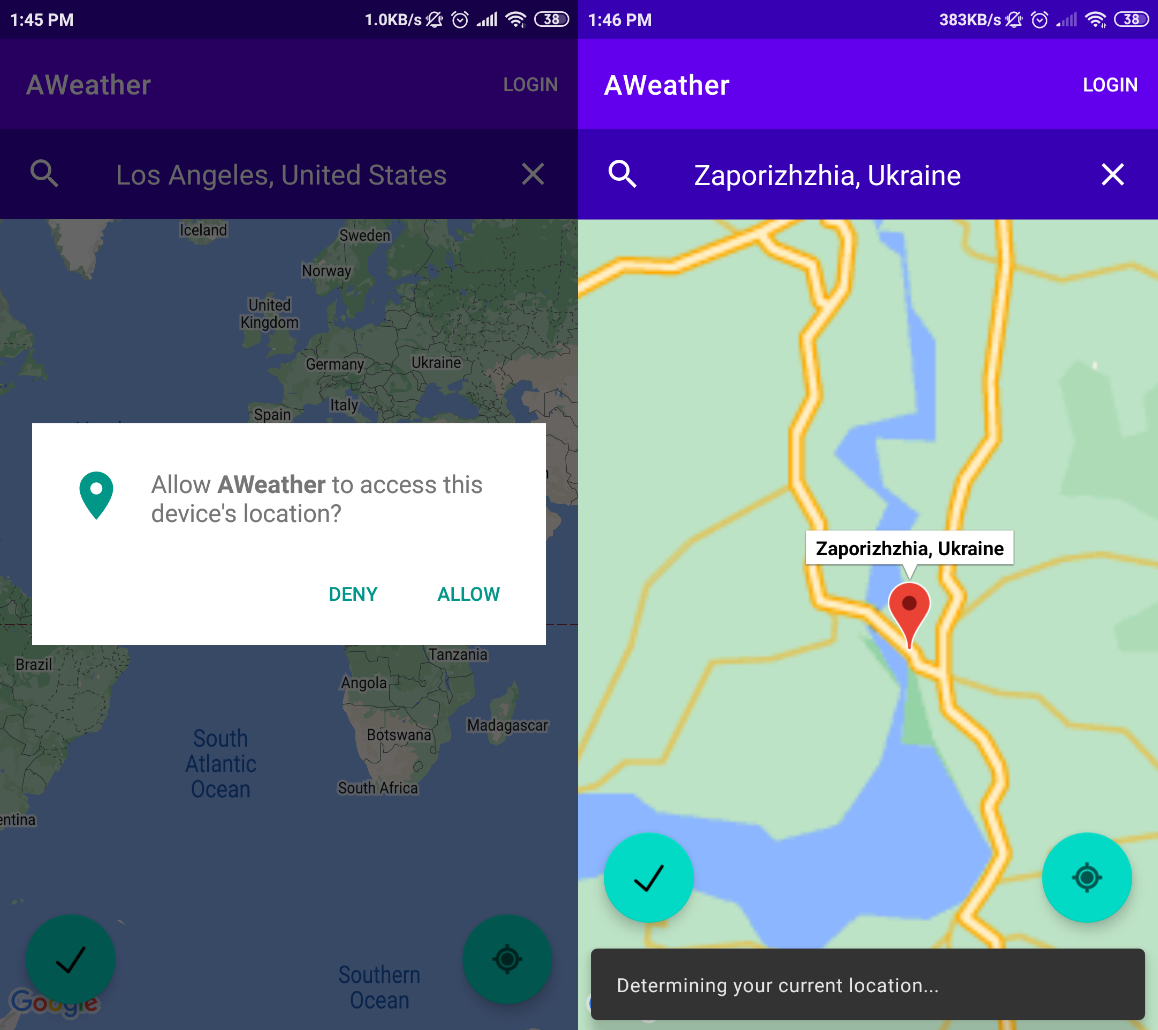 1:45 PM
1.0KB/s
38
AWeather
LOGIN
Los Angeles, United States
Iceland
Sweden
Norway
United
Kingdom
Germany
Ukraine
Italy
Spain
Allow AWeather to access this
device's location?
DENY
ALLOW
Brazil
Tanzania
Angola
Madagascar
Botswana
South
Atlantic
Ocean
South Africa
entina
Southern
Ocean
Google
1:46 PM
383KB/s
38
AWeather
LOGIN
Zaporizhzhia, Ukraine
Zaporizhzhia, Ukraine
Determining your current location...